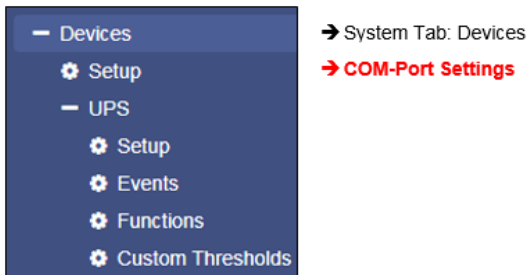 Devices
Setup
UPS
Setup
Events
Functions
Custom Thresholds
➔ System Tab: Devices
➔ COM-Port Settings